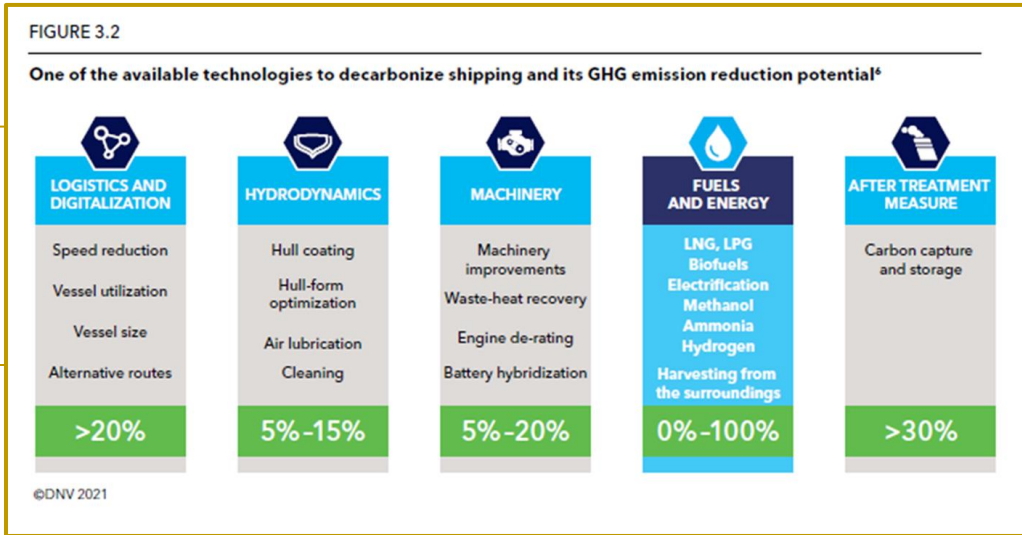 FIGURE 3.2
One of the available technologies to decarbonize shipping and its GHG emission reduction potential⁶
LOGISTICS AND
DIGITALIZATION
Speed reduction
Vessel utilization
Vessel size
Alternative routes
>20%
HYDRODYNAMICS
Hull coating
Hull-form
optimization
Air lubrication
Cleaning
5%-15%
MACHINERY
Machinery
improvements
Waste-heat recovery
Engine de-rating
Battery hybridization
5%-20%
FUELS
AND ENERGY
LNG, LPG
Biofuels
Electrification
Methanol
Ammonia
Hydrogen
Harvesting from
the surroundings
0%-100%
AFTER TREATMENT
MEASURE
Carbon capture
and storage
>30%
©DNV 2021